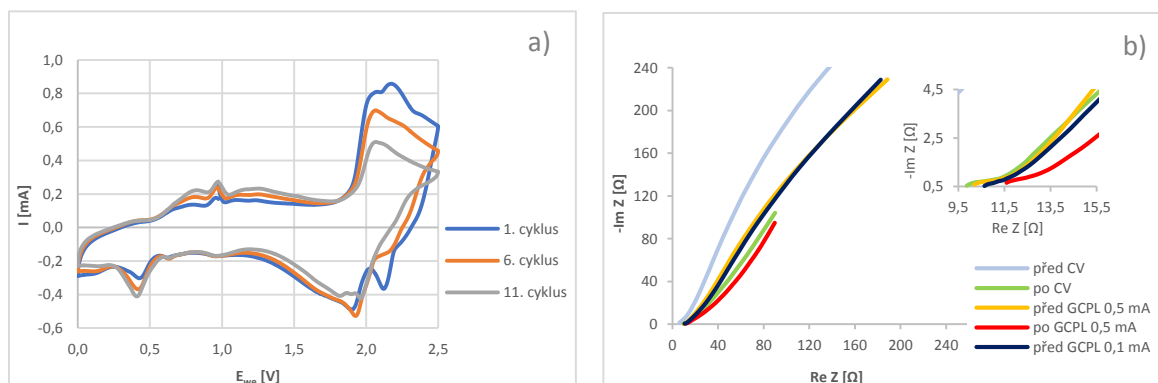 a)
I [mA]
1,0
0,8
0,6
0,4
0,2
0,0
-0,2
-0,4
-0,6
0,0 0,5 1,0 1,5 2,0 2,5
E_we [V]
1. cyklus
6. cyklus
11. cyklus
b)
-Im Z [Ω]
240
200
160
120
80
40
0
0 40 80 120 160 200 240
Re Z [Ω]
-Im Z [Ω]
4,5
2,5
0,5
9,5 11,5 13,5 15,5
Re Z [Ω]
před CV
po CV
před GCPL 0,5 mA
po GCPL 0,5 mA
před GCPL 0,1 mA